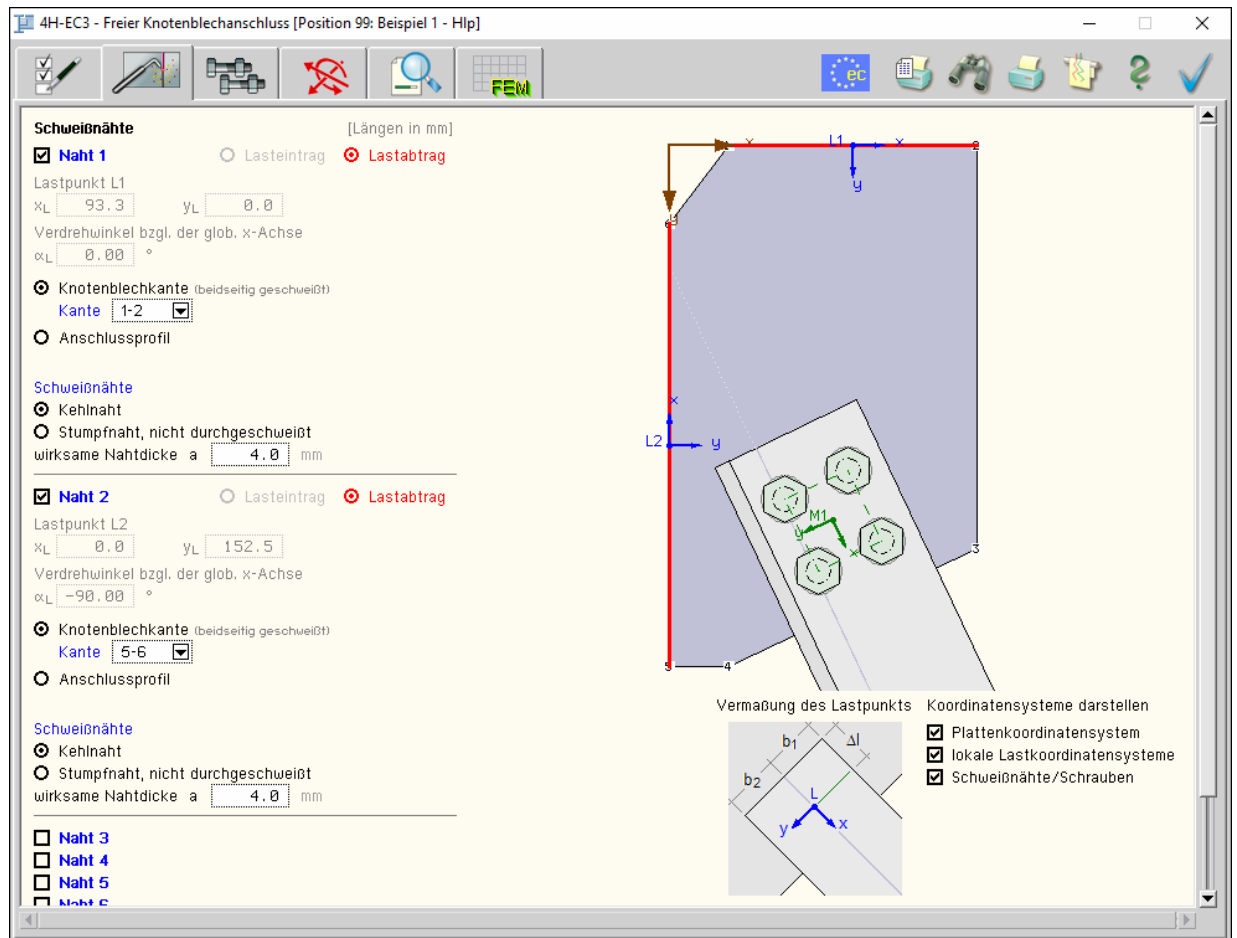 4H-EC3 - Freier Knotenblechanschluss [Position 99: Beispiel 1 - Hlp]
FEM
ec
Schweißnähte [Längen in mm]
Naht 1 Lasteintrag Lastabtrag
Lastpunkt L1
xL 93.3 yL 0.0
Verdrehwinkel bzgl. der glob. x-Achse
αL 0.00 °
Knotenblechkante (beidseitig geschweißt)
Kante 1-2
Anschlussprofil
Schweißnähte
Kehlnaht
Stumpfnaht, nicht durchgeschweißt
wirksame Nahtdicke a 4.0 mm
Naht 2 Lasteintrag Lastabtrag
Lastpunkt L2
xL 0.0 yL 152.5
Verdrehwinkel bzgl. der glob. x-Achse
αL -90.00 °
Knotenblechkante (beidseitig geschweißt)
Kante 5-6
Anschlussprofil
Schweißnähte
Kehlnaht
Stumpfnaht, nicht durchgeschweißt
wirksame Nahtdicke a 4.0 mm
Naht 3
Naht 4
Naht 5
Naht 6
x L1 x 2
y
x
L2 y
M1
y x
3
5 4
Vermaßung des Lastpunkts
b1 Δl
b2
L
y x
Koordinatensysteme darstellen
Plattenkoordinatensystem
lokale Lastkoordinatensysteme
Schweißnähte/Schrauben